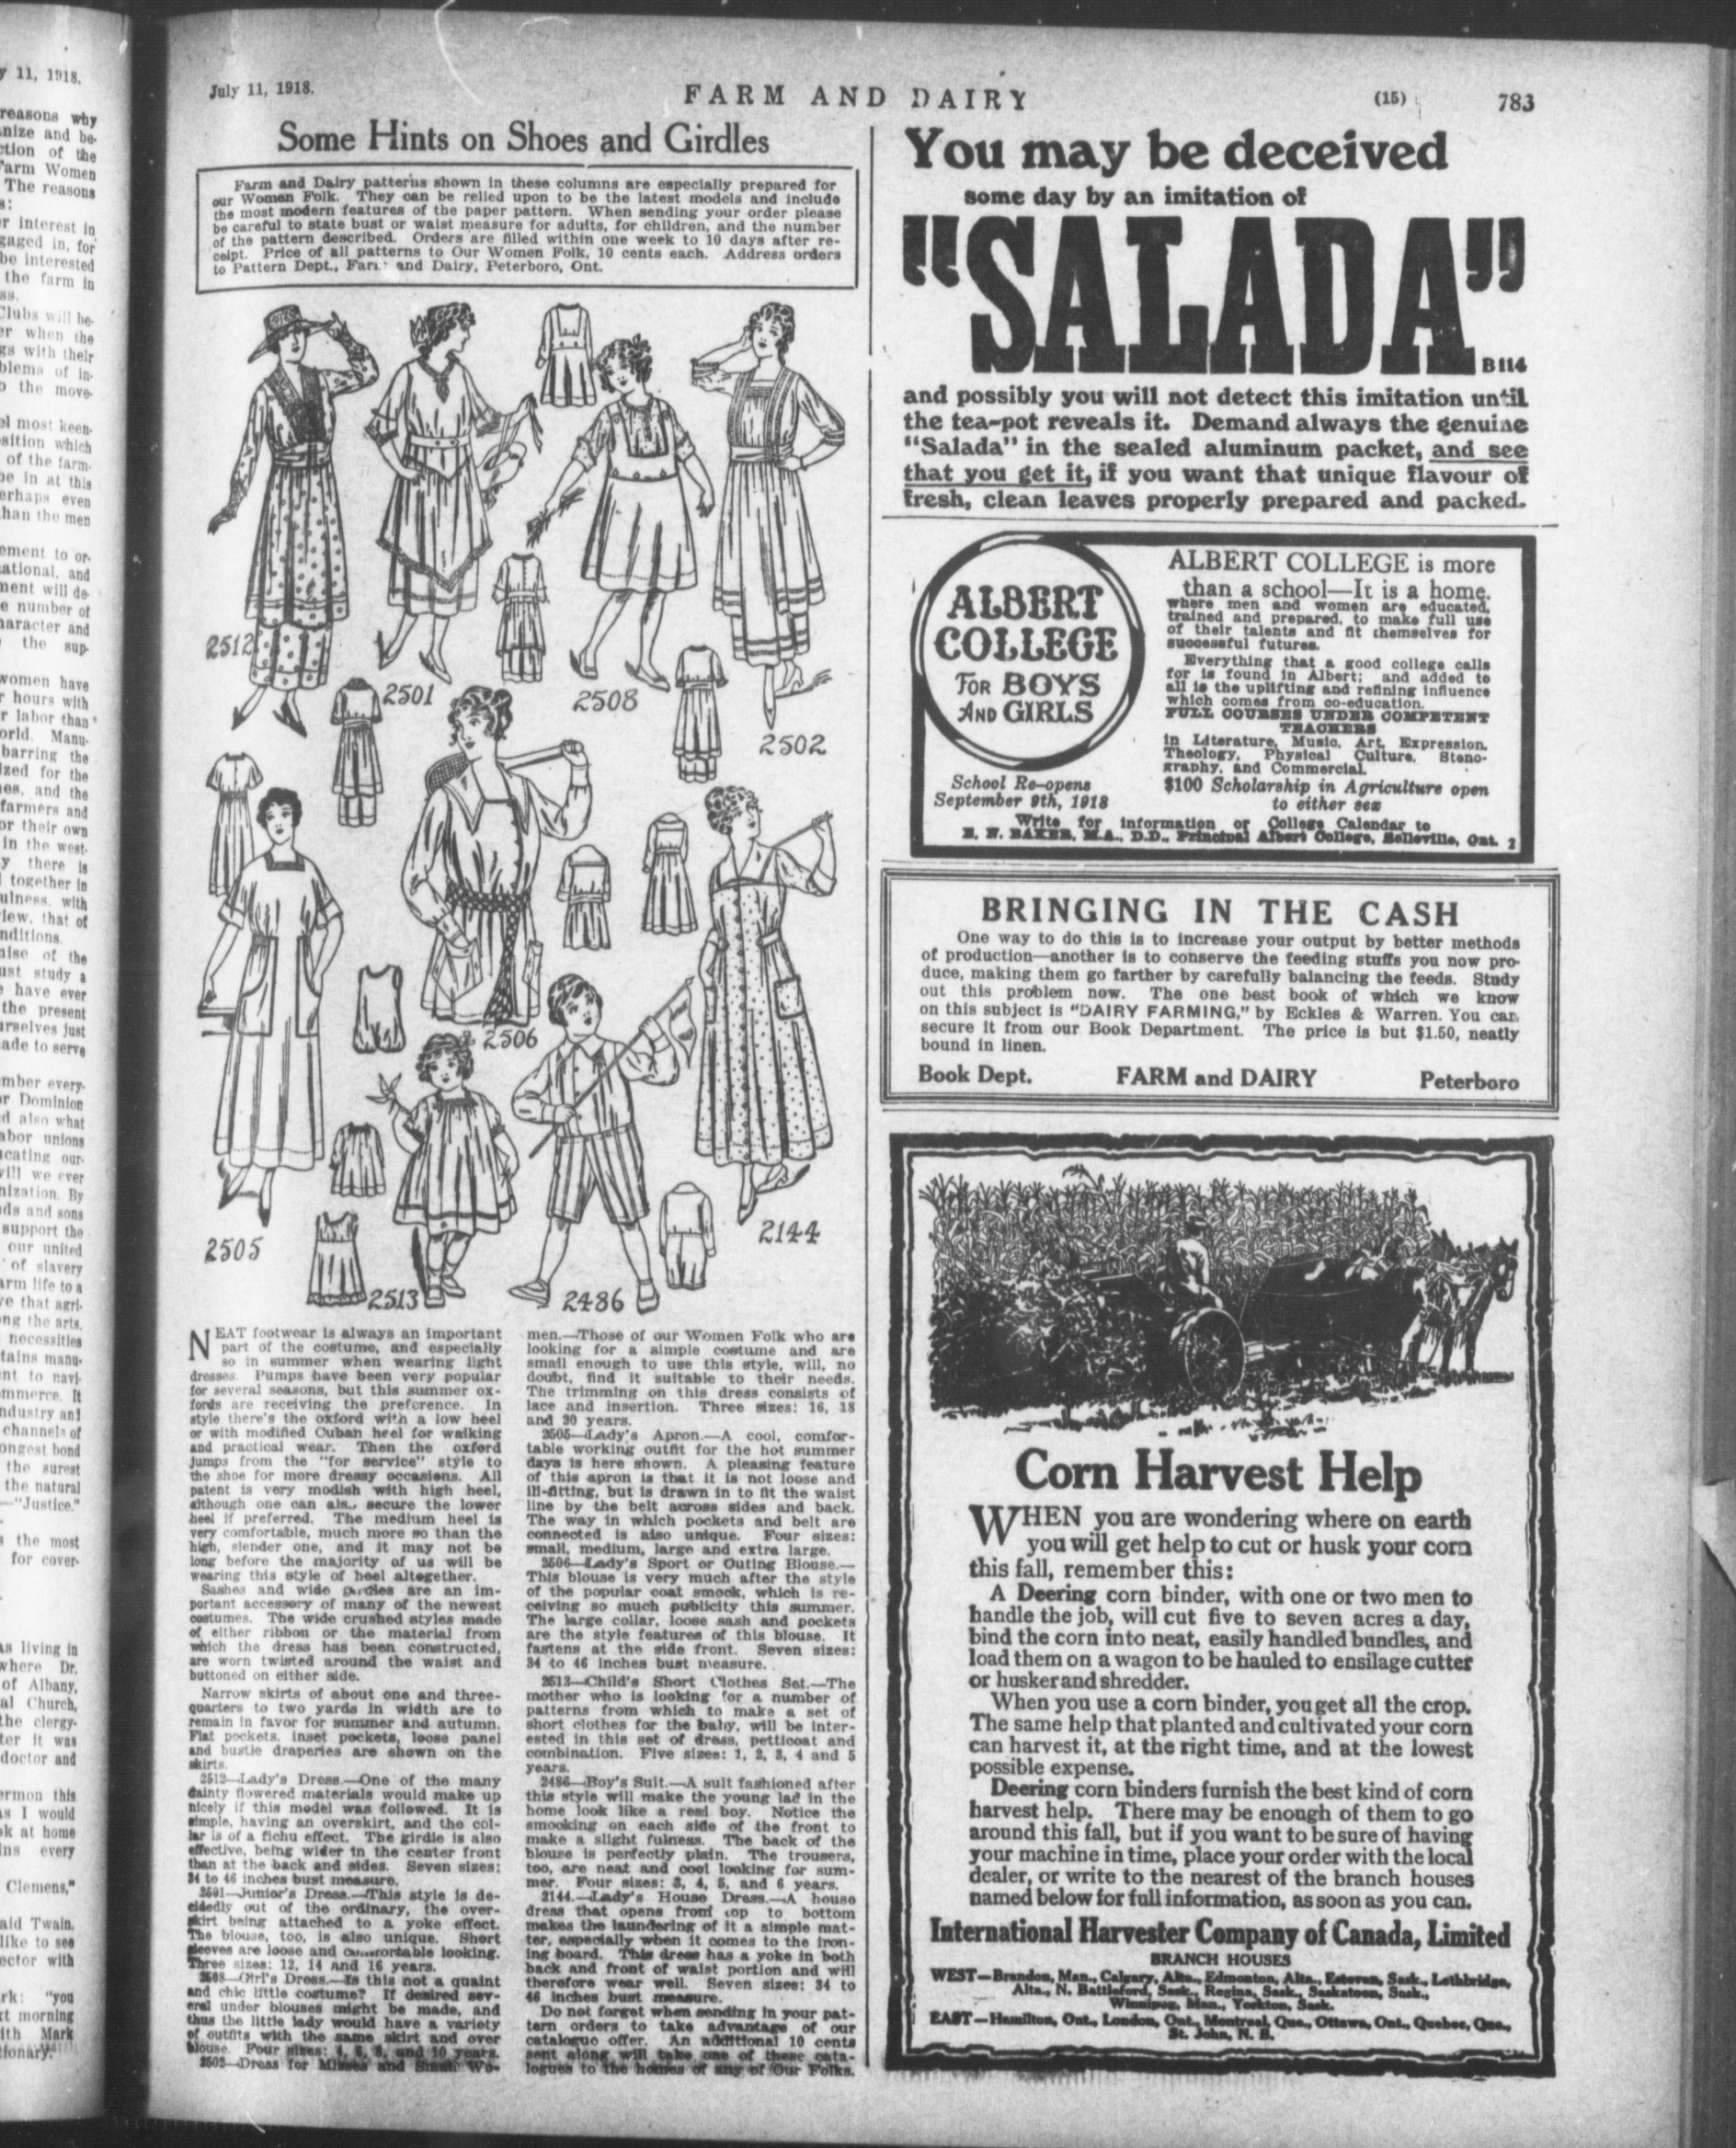 July 11, 1918.
FARM AND DAIRY
(15)
783
Some Hints on Shoes and Girdles
Farm and Dairy patterns shown in these columns are especially prepared for
our Women Folk. They can be relied upon to be the latest models and include
the most modern features of the paper pattern. When sending your order please
be careful to state bust or waist measure for adults, for children, and the number
of the pattern described. Orders are filled within one week to 10 days after re-
ceipt. Price of all patterns to Our Women Folk, 10 cents each. Address orders
to Pattern Dept., Farm and Dairy, Peterboro, Ont.
2512
2501
2508
2502
2506
2505
2513
2486
2144
NEAT footwear is always an important
part of the costume, and especially
so in summer when wearing light
dresses. Pumps have been very popular
for several seasons, but this summer ox-
fords are receiving the preference. In
style there's the oxford with a low heel
or with modified Cuban heel for walking
and practical wear. Then the oxford
jumps from the "for service" style to
the shoe for more dressy occasions. All
patent is very modish with high heel,
although one can als., secure the lower
heel if preferred. The medium heel is
very comfortable, much more so than the
high, slender one, and it may not be
long before the majority of us will be
wearing this style of heel altogether.
Sashes and wide girdles are an im-
portant accessory of many of the newest
costumes. The wide crushed styles made
of either ribbon or the material from
which the dress has been constructed,
are worn twisted around the waist and
buttoned on either side.
Narrow skirts of about one and three-
quarters to two yards in width are to
remain in favor for summer and autumn.
Flat pockets, inset pockets, loose panel
and bustle draperies are shown on the
skirts.
2512—Lady's Dress.—One of the many
dainty flowered materials would make up
nicely if this model was followed. It is
simple, having an overskirt, and the col-
lar is of a fichu effect. The girdle is also
effective, being wider in the center front
than at the back and sides. Seven sizes:
34 to 46 inches bust measure.
2501—Junior's Dress.—This style is de-
cidedly out of the ordinary, the over-
skirt being attached to a yoke effect.
The blouse, too, is also unique. Short
sleeves are loose and comfortable looking.
Three sizes: 12, 14 and 16 years.
2508—Girl's Dress.—Is this not a quaint
and chic little costume? If desired sev-
eral under blouses might be made, and
thus the little lady would have a variety
of outfits with the same skirt and over
blouse. Four sizes: 4, 6, 8, and 10 years.
2502—Dress for Misses and Small Wo-
men.—Those of our Women Folk who are
looking for a simple costume and are
small enough to use this style, will, no
doubt, find it suitable to their needs.
The trimming on this dress consists of
lace and insertion. Three sizes: 16, 18
and 20 years.
2505—Lady's Apron.—A cool, comfor-
table working outfit for the hot summer
days is here shown. A pleasing feature
of this apron is that it is not loose and
ill-fitting, but is drawn in to fit the waist
line by the belt across sides and back.
The way in which pockets and belt are
connected is also unique. Four sizes:
small, medium, large and extra large.
2506—Lady's Sport or Outing Blouse.—
This blouse is very much after the style
of the popular coat smock, which is re-
ceiving so much publicity this summer.
The large collar, loose sash and pockets
are the style features of this blouse. It
fastens at the side front. Seven sizes:
34 to 46 inches bust measure.
2513—Child's Short Clothes Set.—The
mother who is looking for a number of
patterns from which to make a set of
short clothes for the baby, will be inter-
ested in this set of dress, petticoat and
combination. Five sizes: 1, 2, 3, 4 and 5
years.
2486—Boy's Suit.—A suit fashioned after
this style will make the young lad in the
home look like a real boy. Notice the
smocking on each side of the front to
make a slight fulness. The back of the
blouse is perfectly plain. The trousers,
too, are neat and cool looking for sum-
mer. Four sizes: 3, 4, 5, and 6 years.
2144—Lady's House Dress.—A house
dress that opens from top to bottom
makes the laundering of it a simple mat-
ter, especially when it comes to the iron-
ing board. This dress has a yoke in both
back and front of waist portion and will
therefore wear well. Seven sizes: 34 to
46 inches bust measure.
Do not forget when sending in your pat-
tern orders to take advantage of our
catalogue offer. An additional 10 cents
sent along will take one of these cata-
logues to the homes of any of Our Folks.
You may be deceived
some day by an imitation of
"SALADA"
B 114
and possibly you will not detect this imitation until
the tea-pot reveals it. Demand always the genuine
"Salada" in the sealed aluminum packet, and see
that you get it, if you want that unique flavour of
fresh, clean leaves properly prepared and packed.
ALBERT
COLLEGE
FOR BOYS
AND GIRLS
School Re-opens
September 9th, 1918
ALBERT COLLEGE is more
than a school—It is a home,
where men and women are educated,
trained and prepared, to make full use
of their talents and fit themselves for
successful futures.
Everything that a good college calls
for is found in Albert; and added to
all is the uplifting and refining influence
which comes from co-education.
FULL COURSES UNDER COMPETENT
TEACHERS
in Literature, Music, Art, Expression,
Theology, Physical Culture, Steno-
graphy, and Commercial.
$100 Scholarship in Agriculture open
to either sex
Write for information or College Calendar to
E. N. BAKER, M.A., D.D., Principal Albert College, Belleville, Ont. 2
BRINGING IN THE CASH
One way to do this is to increase your output by better methods
of production—another is to conserve the feeding stuffs you now pro-
duce, making them go farther by carefully balancing the feeds. Study
out this problem now. The one best book of which we know
on this subject is "DAIRY FARMING," by Eckles & Warren. You can
secure it from our Book Department. The price is but $1.50, neatly
bound in linen.
Book Dept. FARM and DAIRY Peterboro
Corn Harvest Help
WHEN you are wondering where on earth
you will get help to cut or husk your corn
this fall, remember this:
A Deering corn binder, with one or two men to
handle the job, will cut five to seven acres a day,
bind the corn into neat, easily handled bundles, and
load them on a wagon to be hauled to ensilage cutter
or husker and shredder.
When you use a corn binder, you get all the crop.
The same help that planted and cultivated your corn
can harvest it, at the right time, and at the lowest
possible expense.
Deering corn binders furnish the best kind of corn
harvest help. There may be enough of them to go
around this fall, but if you want to be sure of having
your machine in time, place your order with the local
dealer, or write to the nearest of the branch houses
named below for full information, as soon as you can.
International Harvester Company of Canada, Limited
BRANCH HOUSES
WEST—Brandon, Man., Calgary, Alta., Edmonton, Alta., Estevan, Sask., Lethbridge,
Alta., N. Battleford, Sask., Regina, Sask., Saskatoon, Sask.,
Winnipeg, Man., Yorkton, Sask.
EAST—Hamilton, Ont., London, Ont., Montreal, Que., Ottawa, Ont., Quebec, Que.,
St. John, N. B.